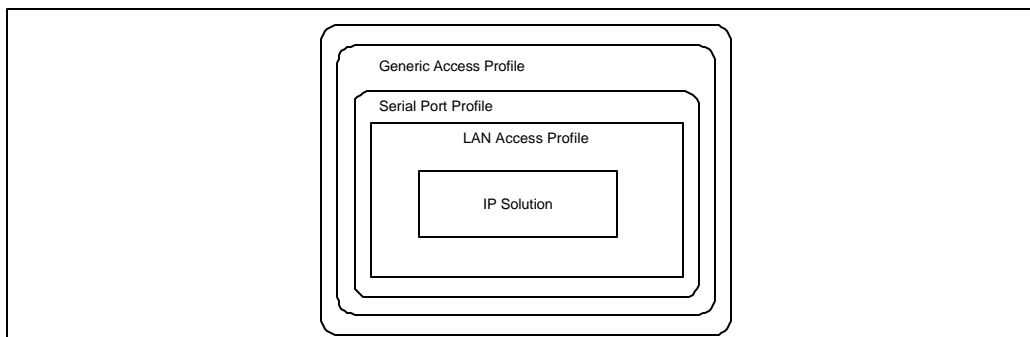 Generic Access Profile
Serial Port Profile
LAN Access Profile
IP Solution